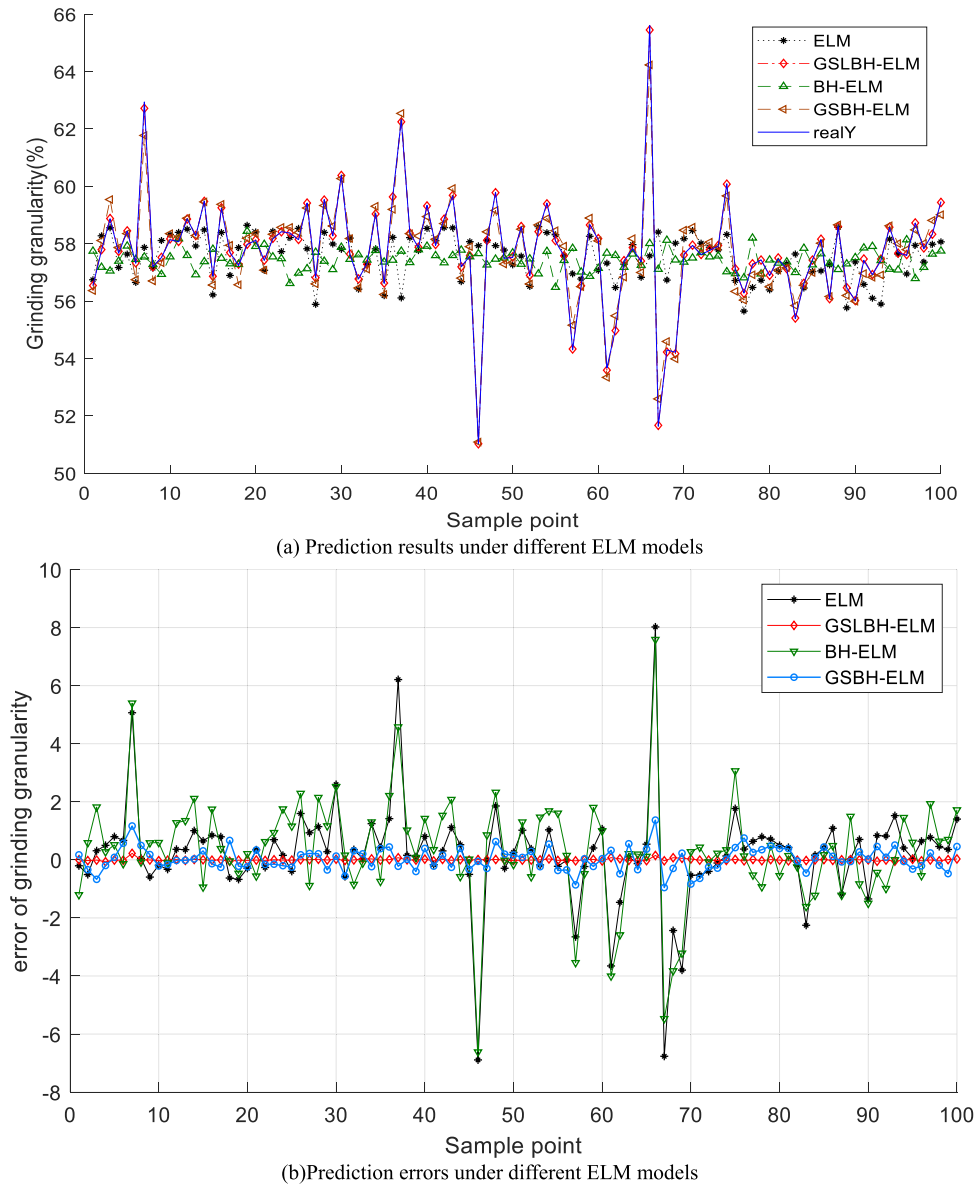 66
64
62
60
58
56
54
52
50
Grinding granularity(%)
ELM
GSLBH-ELM
BH-ELM
GSBH-ELM
realY
0 10 20 30 40 50 60 70 80 90 100
Sample point
(a) Prediction results under different ELM models
10
8
6
4
2
0
-2
-4
-6
-8
error of grinding granularity
ELM
GSLBH-ELM
BH-ELM
GSBH-ELM
0 10 20 30 40 50 60 70 80 90 100
Sample point
(b)Prediction errors under different ELM models